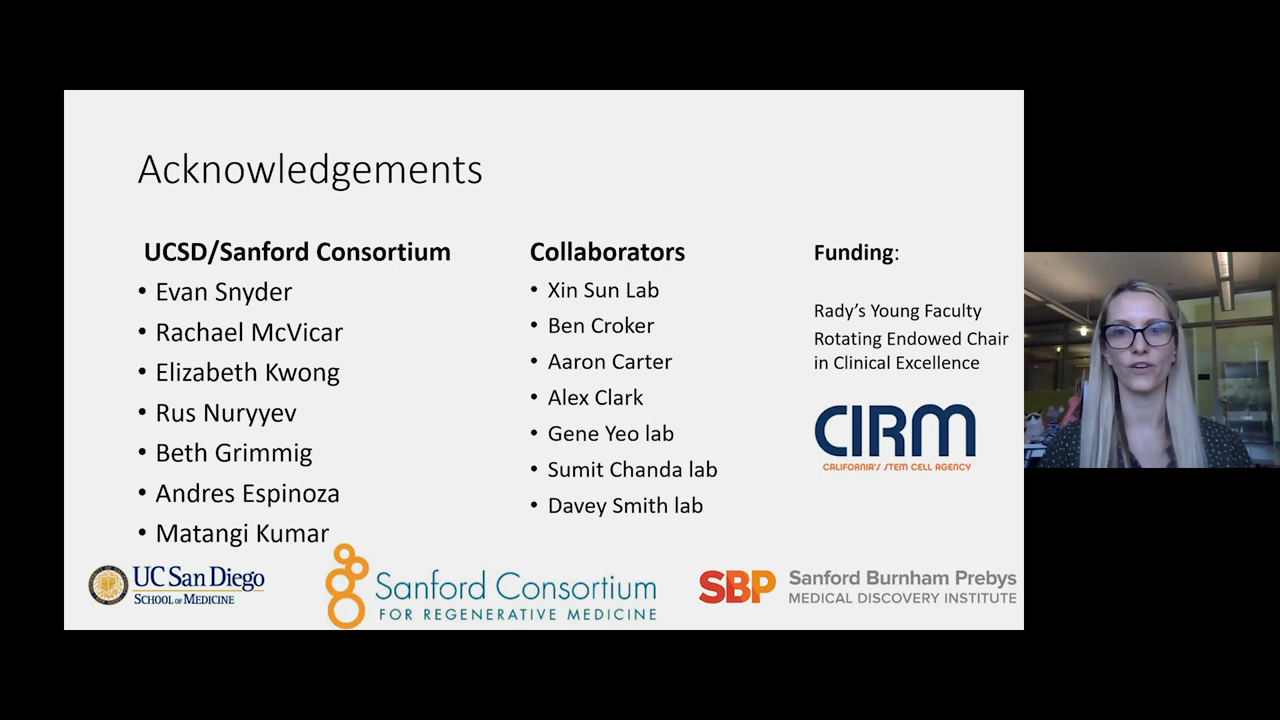 Acknowledgements
UCSD/Sanford Consortium
• Evan Snyder
• Rachael McVicar
• Elizabeth Kwong
• Rus Nuryyev
• Beth Grimmig
• Andres Espinoza
• Matangi Kumar
Collaborators
• Xin Sun Lab
• Ben Croker
• Aaron Carter
• Alex Clark
• Gene Yeo lab
• Sumit Chanda lab
• Davey Smith lab
Funding:
Rady’s Young Faculty
Rotating Endowed Chair
in Clinical Excellence
CIRM
CALIFORNIA'S STEM CELL AGENCY
UC San Diego
SCHOOL OF MEDICINE
Sanford Consortium
FOR REGENERATIVE MEDICINE
SBP
Sanford Burnham Prebys
MEDICAL DISCOVERY INSTITUTE